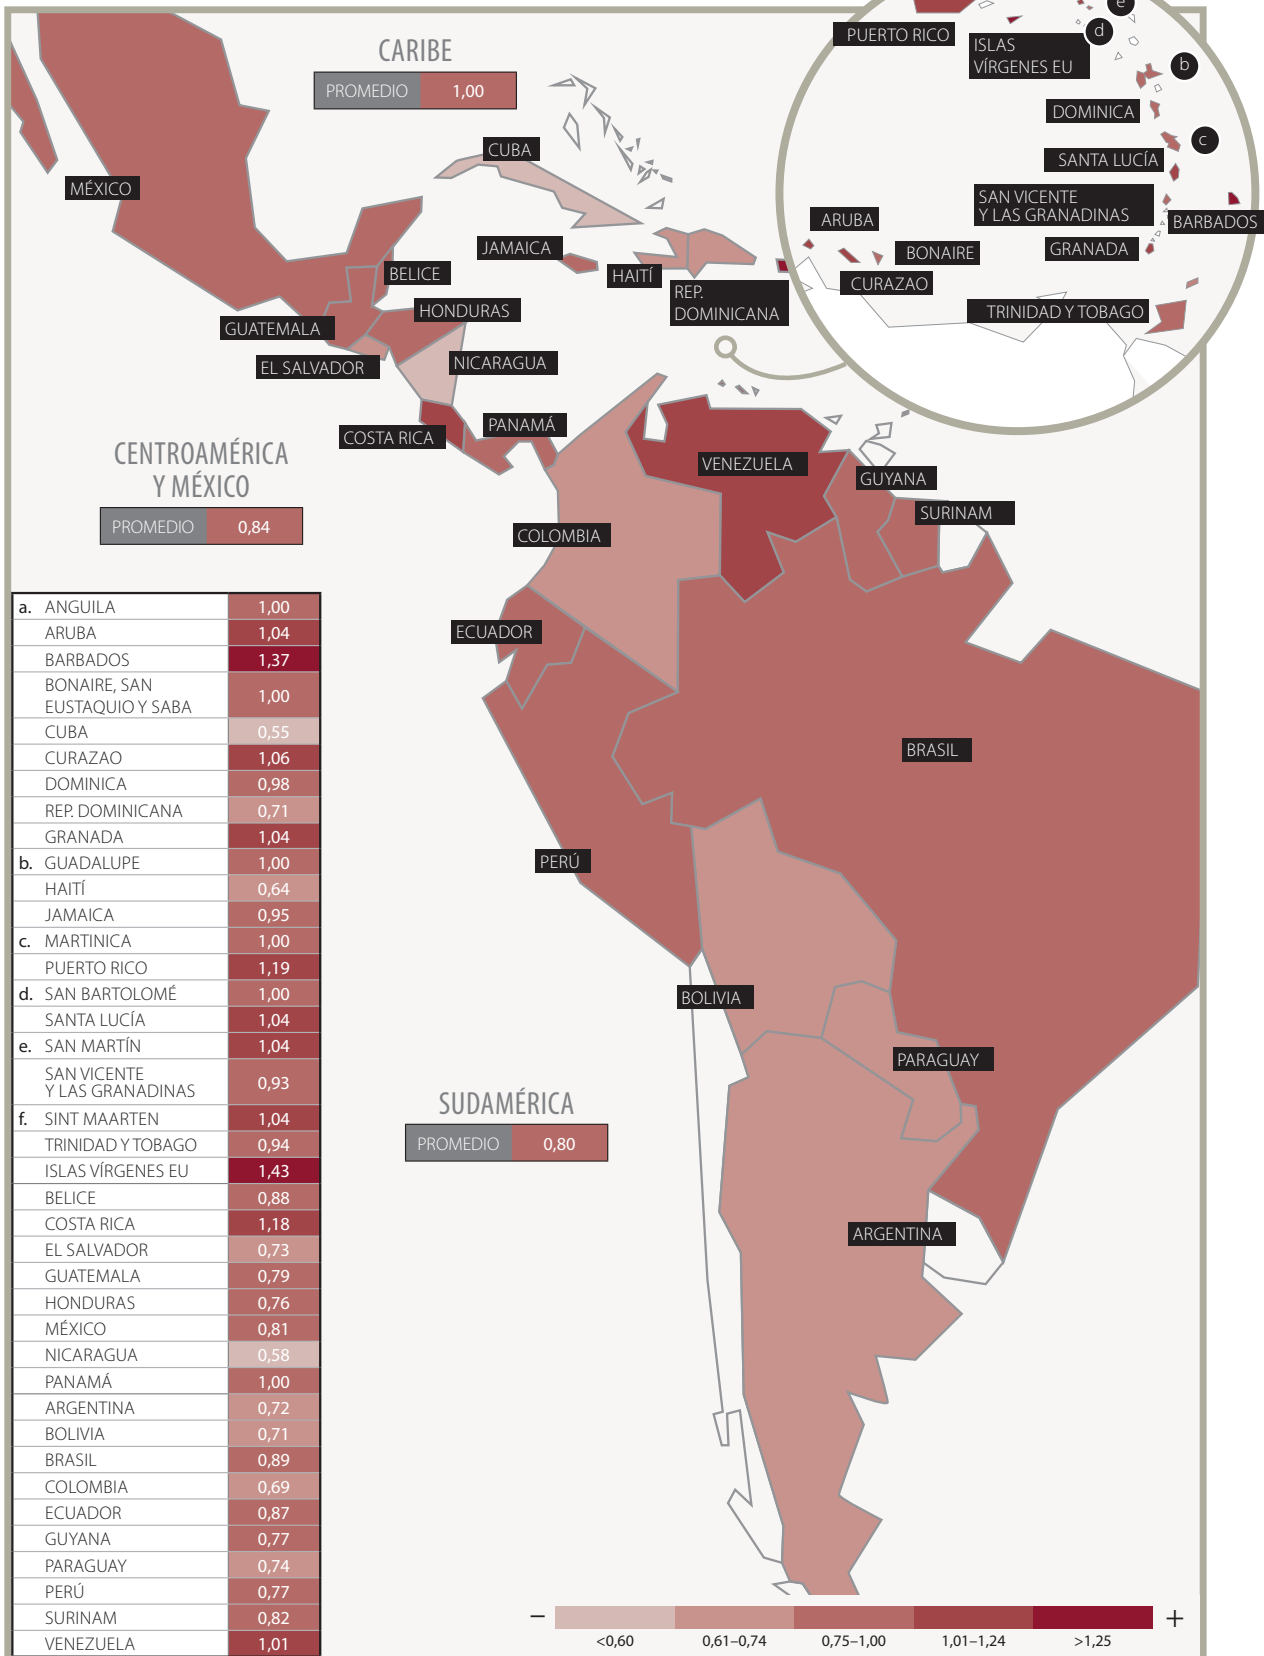 CARIBE
PROMEDIO 1,00
CUBA
MÉXICO
JAMAICA
BELICE
HAITÍ
REP.
DOMINICANA
HONDURAS
GUATEMALA
EL SALVADOR
NICARAGUA
COSTA RICA
PANAMÁ
PUERTO RICO
ISLAS
VÍRGENES EU
e
d
b
DOMINICA
c
SANTA LUCÍA
SAN VICENTE
Y LAS GRANADINAS
BARBADOS
ARUBA
BONAIRE
GRANADA
CURAZAO
TRINIDAD Y TOBAGO
CENTROAMÉRICA
Y MÉXICO
PROMEDIO 0,84
VENEZUELA
GUYANA
SURINAM
COLOMBIA
ECUADOR
BRASIL
PERÚ
BOLIVIA
PARAGUAY
ARGENTINA
SUDAMÉRICA
PROMEDIO 0,80
a. ANGUILA 1,00
ARUBA 1,04
BARBADOS 1,37
BONAIRE, SAN
EUSTAQUIO Y SABA 1,00
CUBA 0,55
CURAZAO 1,06
DOMINICA 0,98
REP. DOMINICANA 0,71
GRANADA 1,04
b. GUADALUPE 1,00
HAITÍ 0,64
JAMAICA 0,95
c. MARTINICA 1,00
PUERTO RICO 1,19
d. SAN BARTOLOMÉ 1,00
SANTA LUCÍA 1,04
e. SAN MARTÍN 1,04
SAN VICENTE
Y LAS GRANADINAS 0,93
f. SINT MAARTEN 1,04
TRINIDAD Y TOBAGO 0,94
ISLAS VÍRGENES EU 1,43
BELICE 0,88
COSTA RICA 1,18
EL SALVADOR 0,73
GUATEMALA 0,79
HONDURAS 0,76
MÉXICO 0,81
NICARAGUA 0,58
PANAMÁ 1,00
ARGENTINA 0,72
BOLIVIA 0,71
BRASIL 0,89
COLOMBIA 0,69
ECUADOR 0,87
GUYANA 0,77
PARAGUAY 0,74
PERÚ 0,77
SURINAM 0,82
VENEZUELA 1,01
− +
<0,60 0,61–0,74 0,75–1,00 1,01–1,24 >1,25